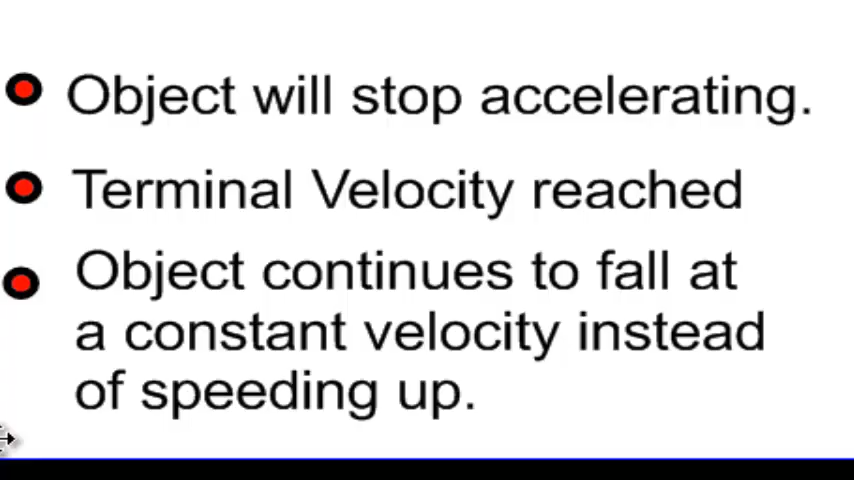 Object will stop accelerating.
Terminal Velocity reached
Object continues to fall at
a constant velocity instead
of speeding up.